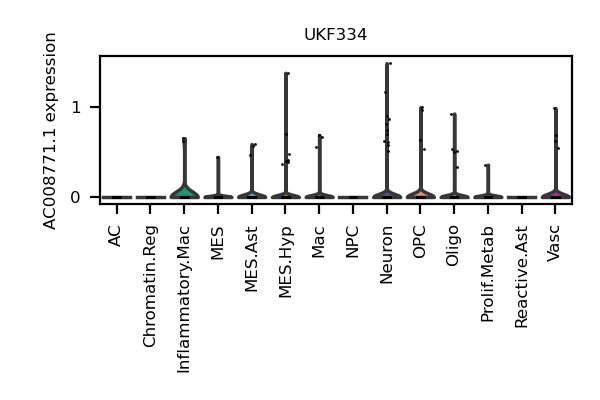 UKF334
AC008771.1 expression
1
0
AC
Chromatin.Reg
Inflammatory.Mac
MES
MES.Ast
MES.Hyp
Mac
NPC
Neuron
OPC
Oligo
Prolif.Metab
Reactive.Ast
Vasc